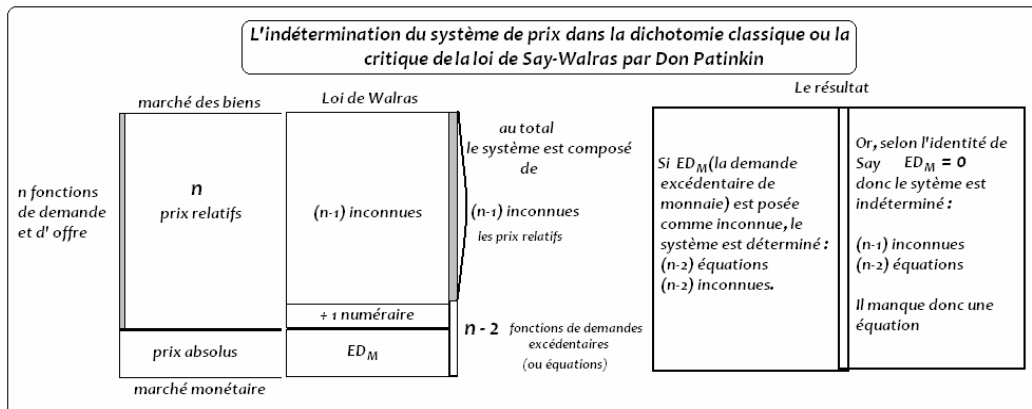 L'indétermination du système de prix dans la dichotomie classique ou la
critique de la loi de Say-Walras par Don Patinkin
marché des biens
Loi de Walras
Le résultat
n fonctions
de demande
et d' offre
n
prix relatifs
(n-1) inconnues
au total
le système est composé
de
(n-1) inconnues
les prix relatifs
+ 1 numéraire
n - 2 fonctions de demandes
excédentaires
(ou équations)
prix absolus
EDM
marché monétaire
Si EDM (la demande
excédentaire de
monnaie) est posée
comme inconnue, le
système est déterminé :
(n-2) équations
(n-2) inconnues.
Or, selon l'identité de
Say EDM = 0
donc le sytème est
indéterminé :
(n-1) inconnues
(n-2) équations
Il manque donc une
équation